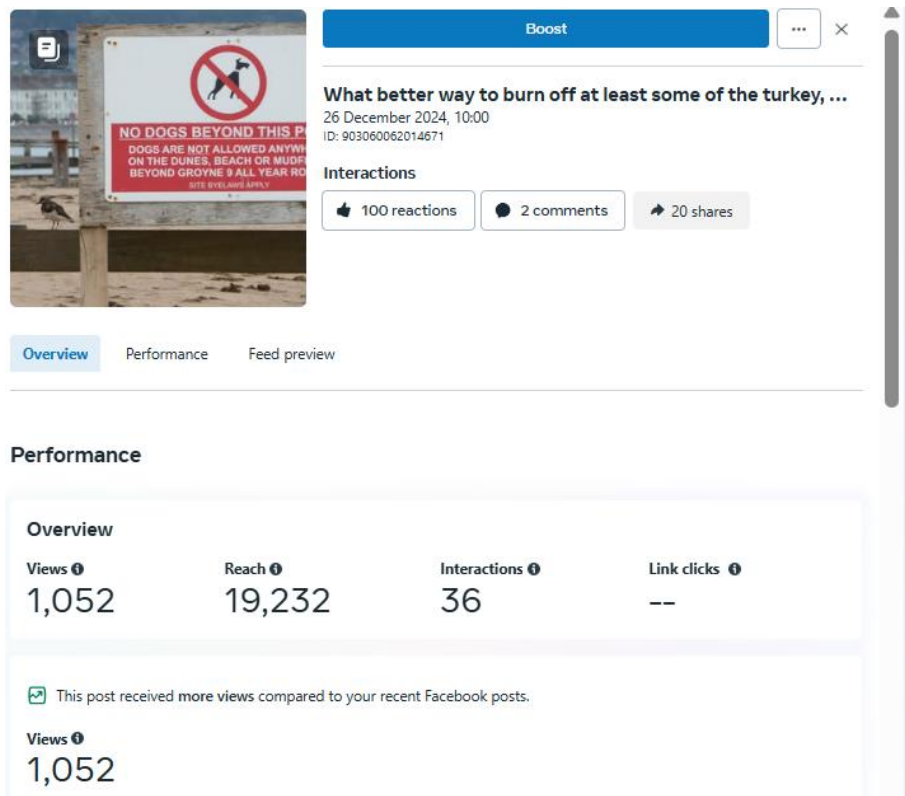 Boost
What better way to burn off at least some of the turkey, ...
26 December 2024, 10:00
ID: 903060062014671
Interactions
100 reactions
2 comments
20 shares
NO DOGS BEYOND THIS P
DOGS ARE NOT ALLOWED ANYWH
ON THE DUNES, BEACH OR MUDF
BEYOND GROYNE 9 ALL YEAR RO
SITE BYELAWS APPLY
Overview Performance Feed preview
Performance
Overview
Views Reach Interactions Link clicks
1,052 19,232 36 --
This post received more views compared to your recent Facebook posts.
Views
1,052